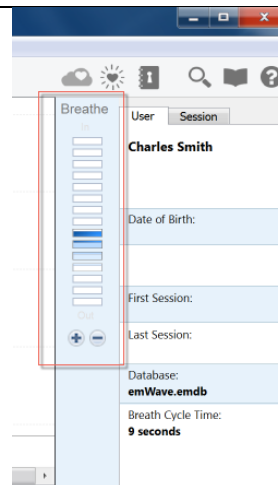 Breathe
In
Out
User
Session
Charles Smith
Date of Birth:
First Session:
Last Session:
Database:
emWave.emdb
Breath Cycle Time:
9 seconds